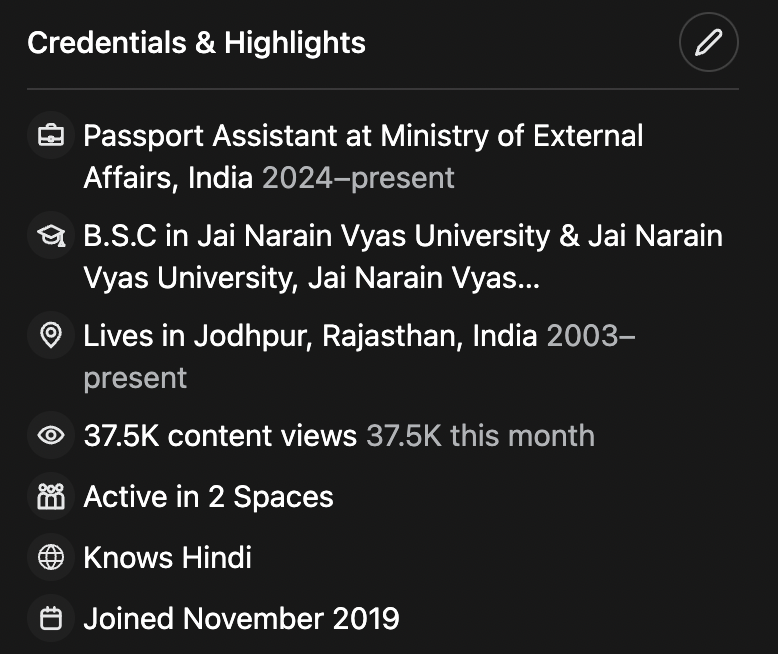 Credentials & Highlights
Passport Assistant at Ministry of External
Affairs, India 2024–present
B.S.C in Jai Narain Vyas University & Jai Narain
Vyas University, Jai Narain Vyas...
Lives in Jodhpur, Rajasthan, India 2003–
present
37.5K content views 37.5K this month
Active in 2 Spaces
Knows Hindi
Joined November 2019